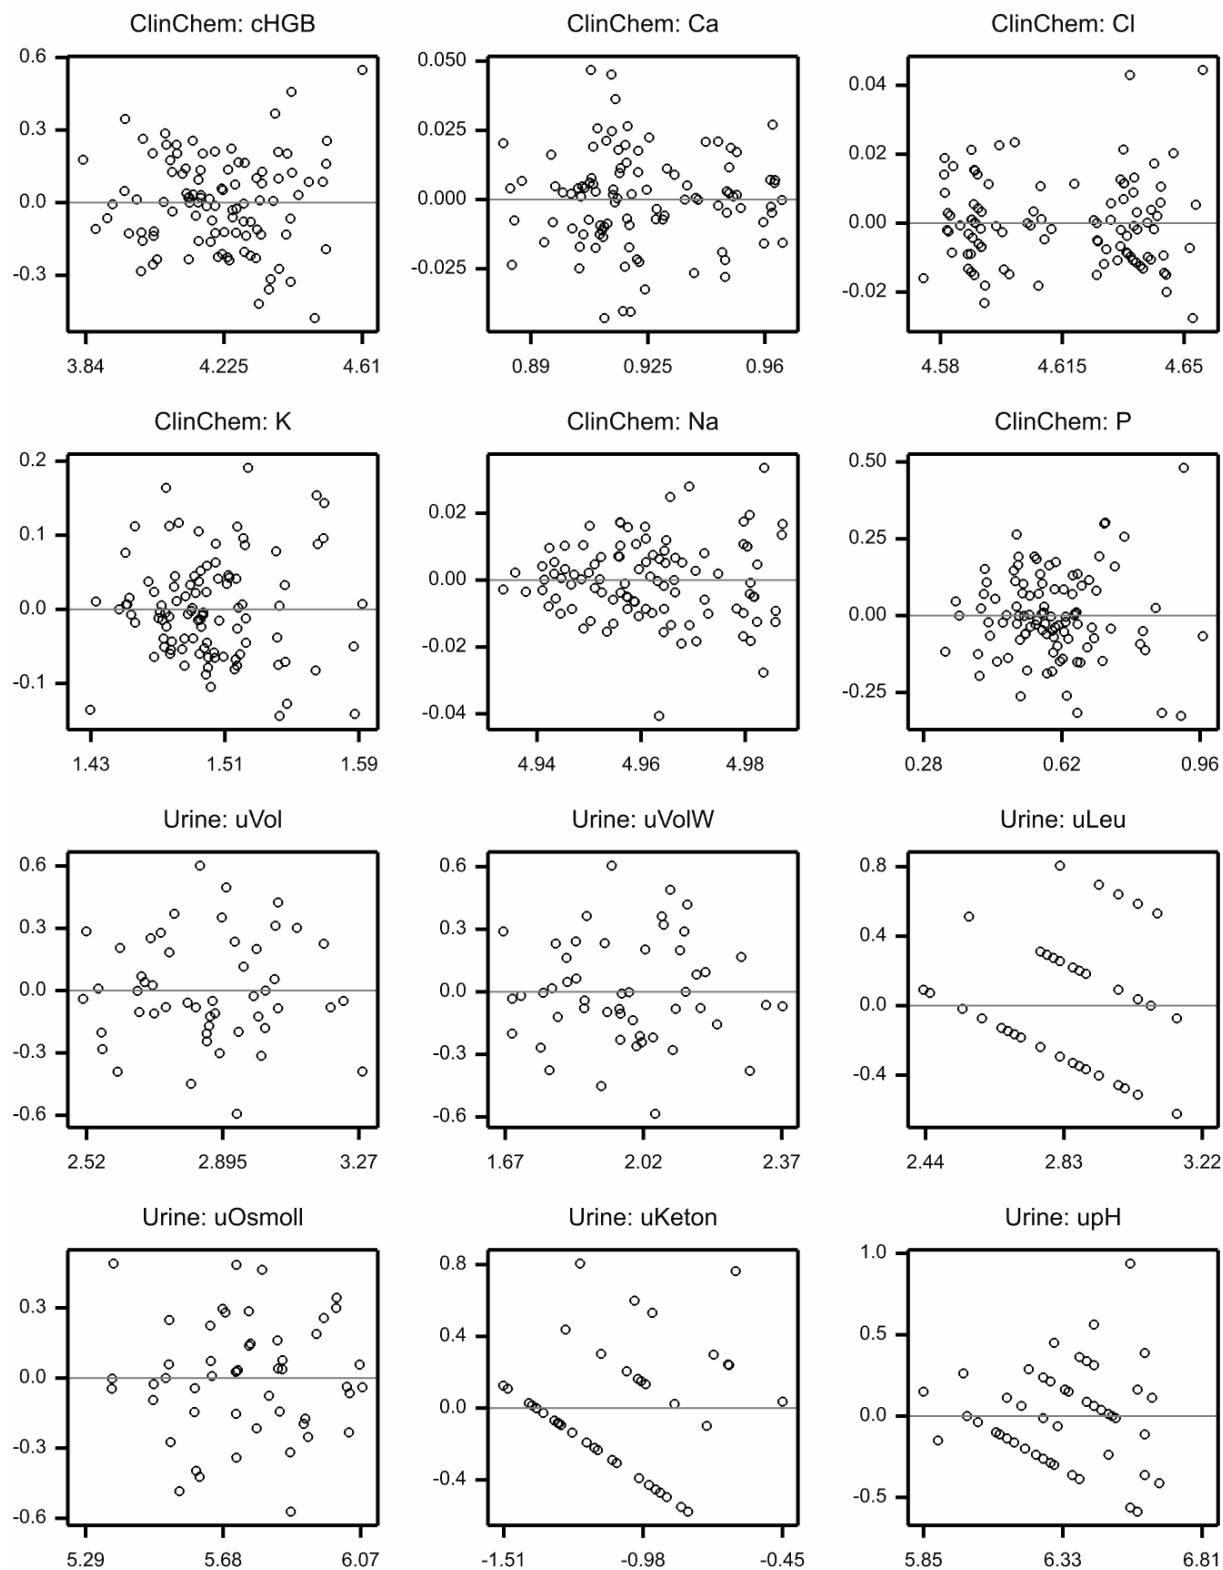 ClinChem: cHGB ClinChem: Ca ClinChem: Cl
0.6 0.050 0.04
0.3 0.025 0.02
0.0 0.000 0.00
-0.3 -0.025 -0.02
3.84 4.225 4.61 0.89 0.925 0.96 4.58 4.615 4.65
ClinChem: K ClinChem: Na ClinChem: P
0.2 0.02 0.50
0.1 0.00 0.25
0.0 -0.02 0.00
-0.1 -0.04 -0.25
1.43 1.51 1.59 4.94 4.96 4.98 0.28 0.62 0.96
Urine: uVol Urine: uVolW Urine: uLeu
0.6 0.6 0.8
0.3 0.3 0.4
0.0 0.0 0.0
-0.3 -0.3 -0.4
-0.6 -0.6
2.52 2.895 3.27 1.67 2.02 2.37 2.44 2.83 3.22
Urine: uOsmoll Urine: uKeton Urine: upH
0.3 0.8 1.0
0.0 0.4 0.5
-0.3 0.0 0.0
-0.6 -0.4 -0.5
5.29 5.68 6.07 -1.51 -0.98 -0.45 5.85 6.33 6.81